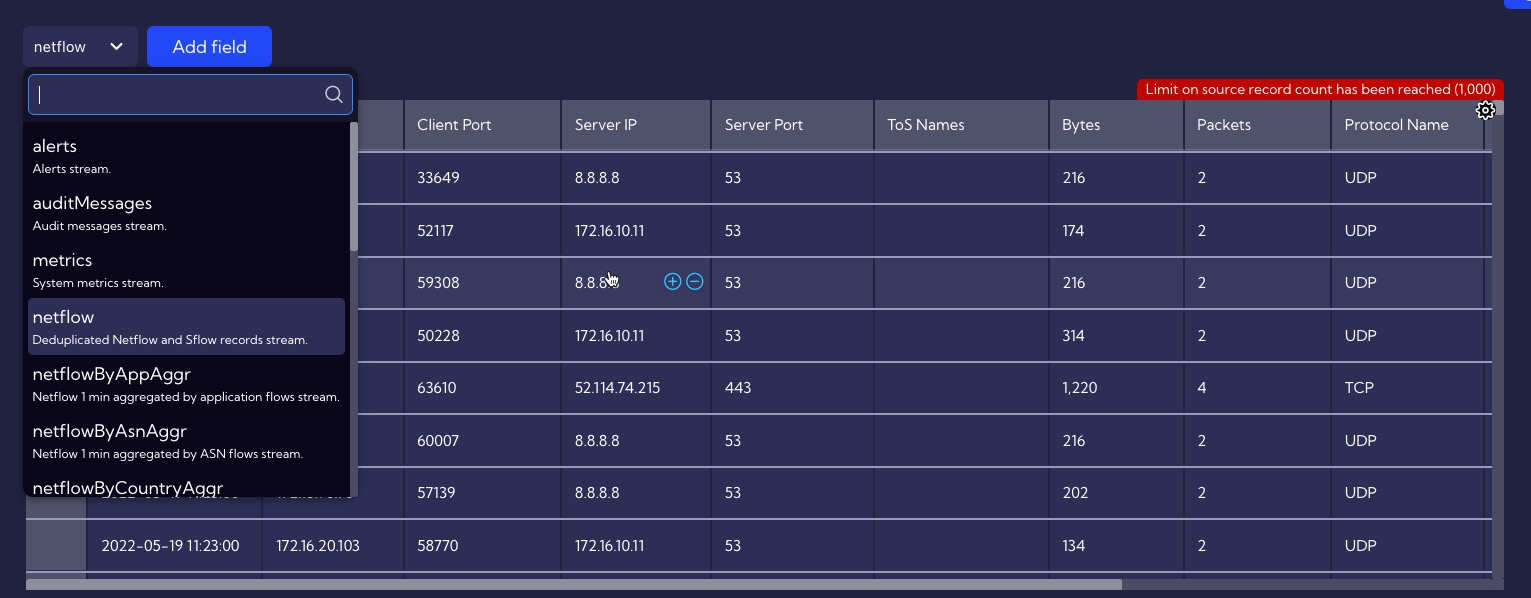 netflow
Add field
Limit on source record count has been reached (1,000)
Client Port Server IP Server Port ToS Names Bytes Packets Protocol Name
alerts
Alerts stream.
auditMessages
Audit messages stream.
metrics
System metrics stream.
netflow
Deduplicated Netflow and Sflow records stream.
netflowByAppAggr
Netflow 1 min aggregated by application flows stream.
netflowByAsnAggr
Netflow 1 min aggregated by ASN flows stream.
netflowByCountryAggr
33649 8.8.8.8 53 216 2 UDP
52117 172.16.10.11 53 174 2 UDP
59308 53 216 2 UDP
50228 172.16.10.11 53 314 2 UDP
63610 52.114.74.215 443 1,220 4 TCP
60007 8.8.8.8 53 216 2 UDP
57139 8.8.8.8 53 202 2 UDP
2022-05-19 11:23:00 172.16.20.103 58770 172.16.10.11 53 134 2 UDP